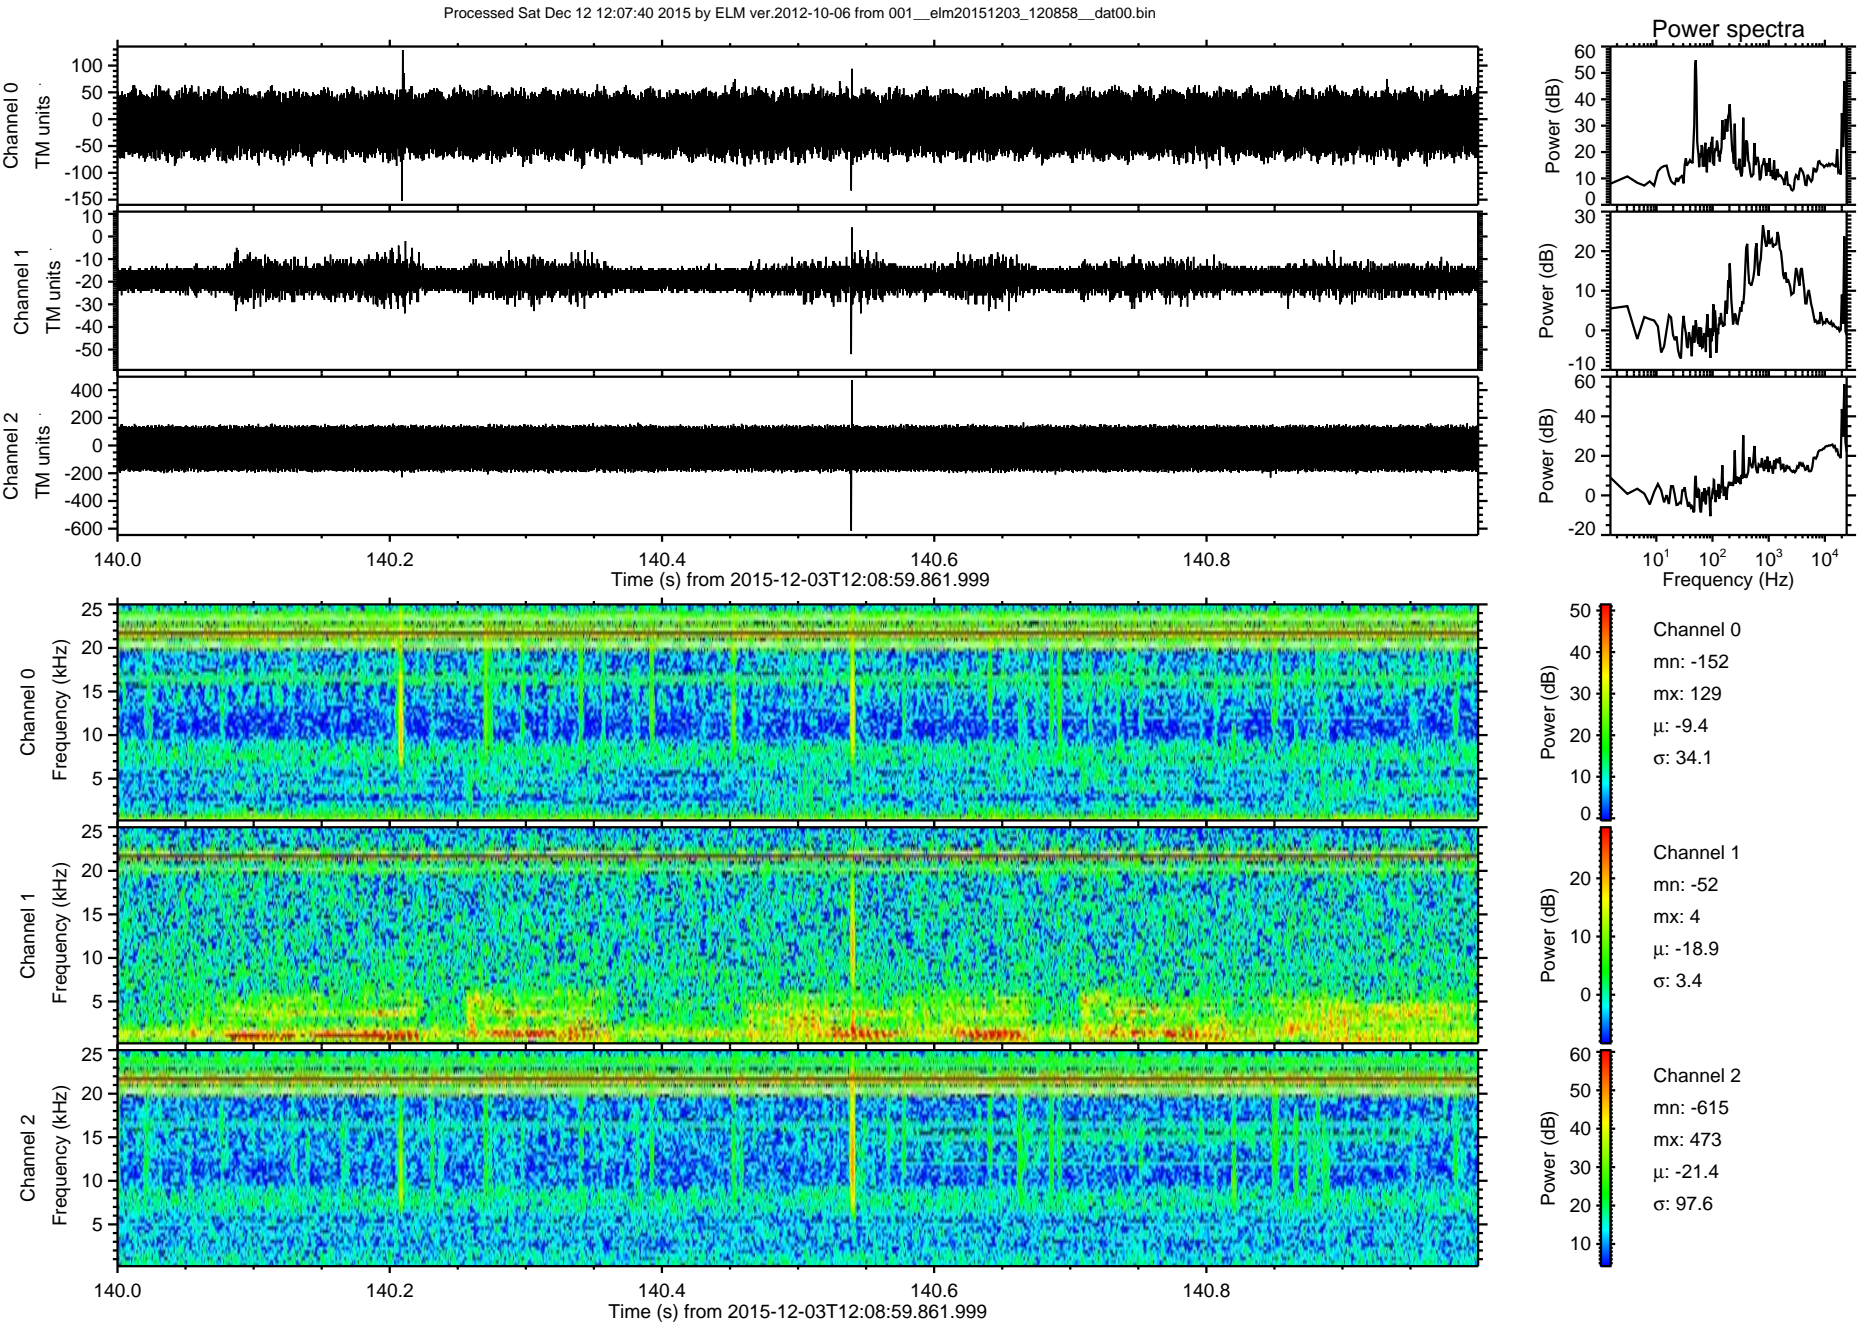 Processed Sat Dec 12 12:07:40 2015 by ELM ver.2012-10-06 from 001__elm20151203_120858__dat00.bin
Power spectra
Channel 0
TM units
100
50
0
-50
-100
-150
Power (dB)
60
50
40
30
20
10
0
Channel 1
TM units
10
0
-10
-20
-30
-40
-50
Power (dB)
30
20
10
0
-10
Channel 2
TM units
400
200
0
-200
-400
-600
Power (dB)
60
40
20
0
-20
140.0 140.2 140.4 140.6 140.8
Time (s) from 2015-12-03T12:08:59.861.999
10¹ 10² 10³ 10⁴
Frequency (Hz)
Channel 0
Frequency (kHz)
25
20
15
10
5
Power (dB)
50
40
30
20
10
0
Channel 0
mn: -152
mx: 129
μ: -9.4
σ: 34.1
Channel 1
Frequency (kHz)
25
20
15
10
5
Power (dB)
20
10
0
Channel 1
mn: -52
mx: 4
μ: -18.9
σ: 3.4
Channel 2
Frequency (kHz)
25
20
15
10
5
Power (dB)
60
50
40
30
20
10
Channel 2
mn: -615
mx: 473
μ: -21.4
σ: 97.6
140.0 140.2 140.4 140.6 140.8
Time (s) from 2015-12-03T12:08:59.861.999